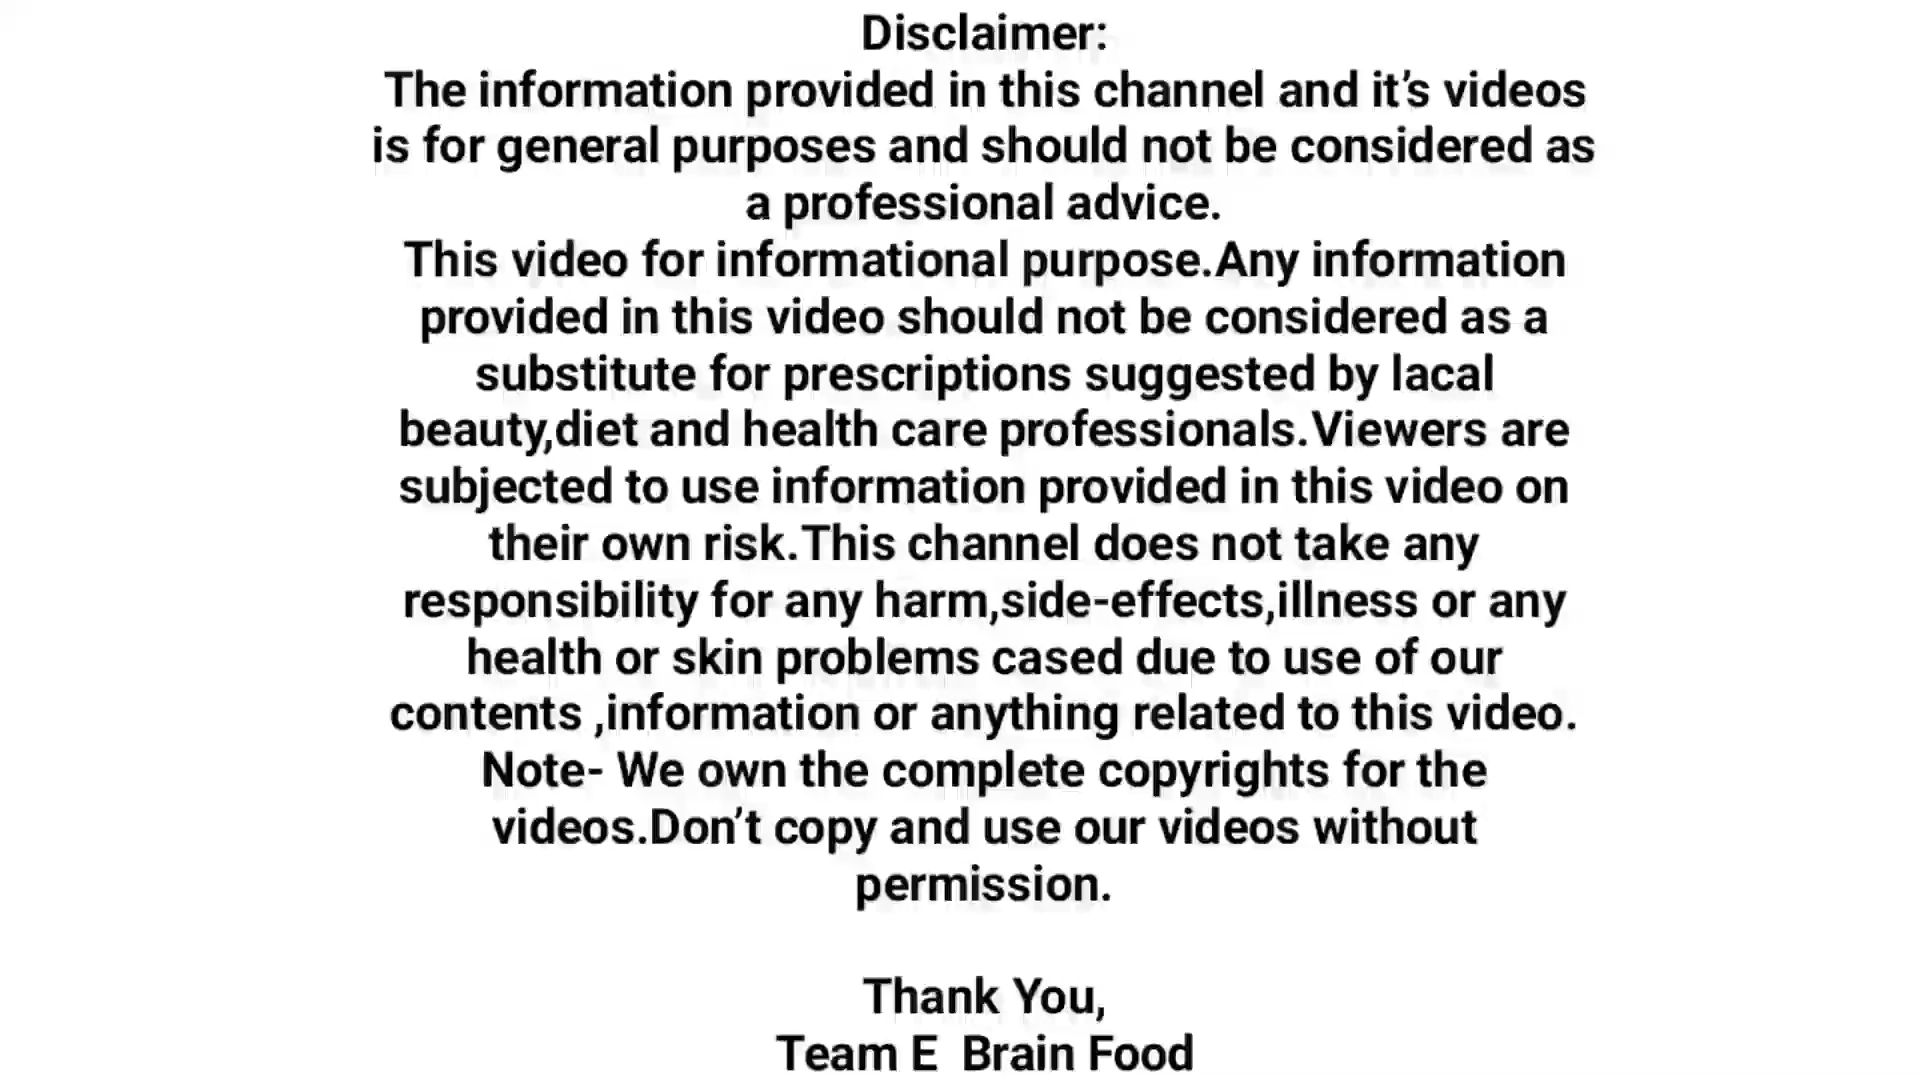 Disclaimer:
The information provided in this channel and it’s videos
is for general purposes and should not be considered as
a professional advice.
This video for informational purpose.Any information
provided in this video should not be considered as a
substitute for prescriptions suggested by lacal
beauty,diet and health care professionals.Viewers are
subjected to use information provided in this video on
their own risk.This channel does not take any
responsibility for any harm,side-effects,illness or any
health or skin problems cased due to use of our
contents ,information or anything related to this video.
Note- We own the complete copyrights for the
videos.Don’t copy and use our videos without
permission.
Thank You,
Team E  Brain Food